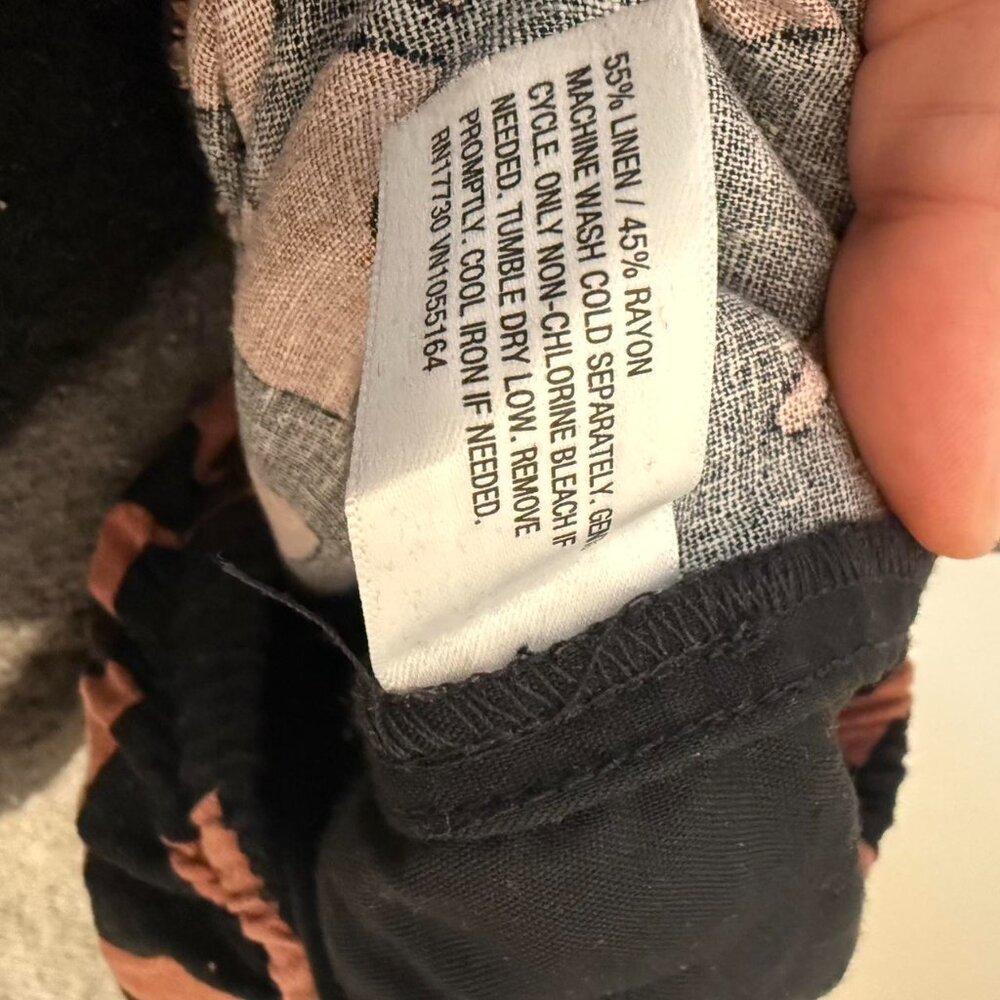 55% LINEN / 45% RAYON
MACHINE WASH COLD SEPARATELY.
CYCLE. ONLY NON-CHLORINE BLEACH IF
NEEDED. TUMBLE DRY LOW. REMOVE
PROMPTLY. COOL IRON IF NEEDED.
RN17730 VN1055164